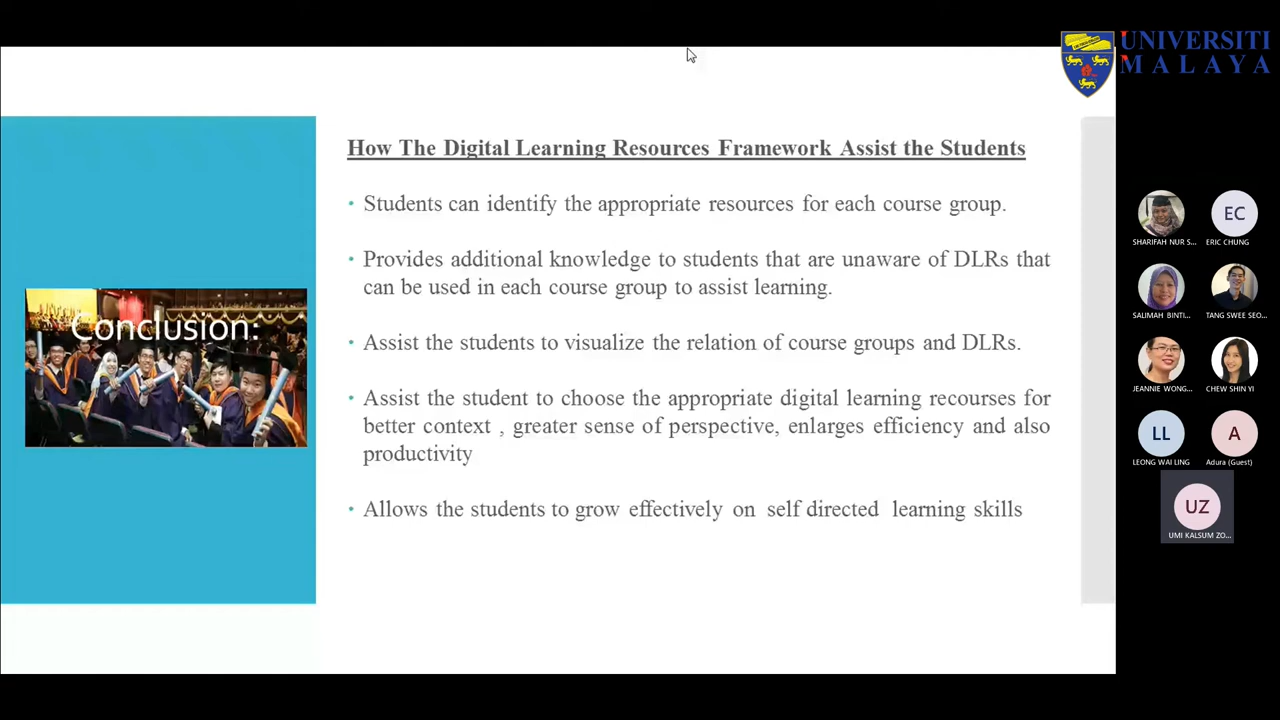 UNIVERSITI
MALAYA
How The Digital Learning Resources Framework Assist the Students
• Students can identify the appropriate resources for each course group.
• Provides additional knowledge to students that are unaware of DLRs that
can be used in each course group to assist learning.
Conclusion:
• Assist the students to visualize the relation of course groups and DLRs.
• Assist the student to choose the appropriate digital learning recourses for
better context , greater sense of perspective, enlarges efficiency and also
productivity
• Allows the students to grow effectively on self directed learning skills
SHARIFAH NUR S...
EC
ERIC CHUNG
SALIMAH BINTI...
TANG SWEE SEO...
JEANNIE WONG...
CHEW SHIN YI
LL
LEONG WAI LING
A
Adura (Guest)
UZ
UMI KALSUM ZO...